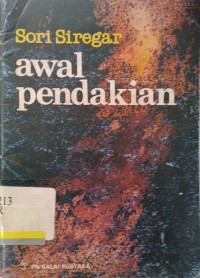 Sori Siregar
awal
pendakian
213
R
PN BALAI PUSTAKA